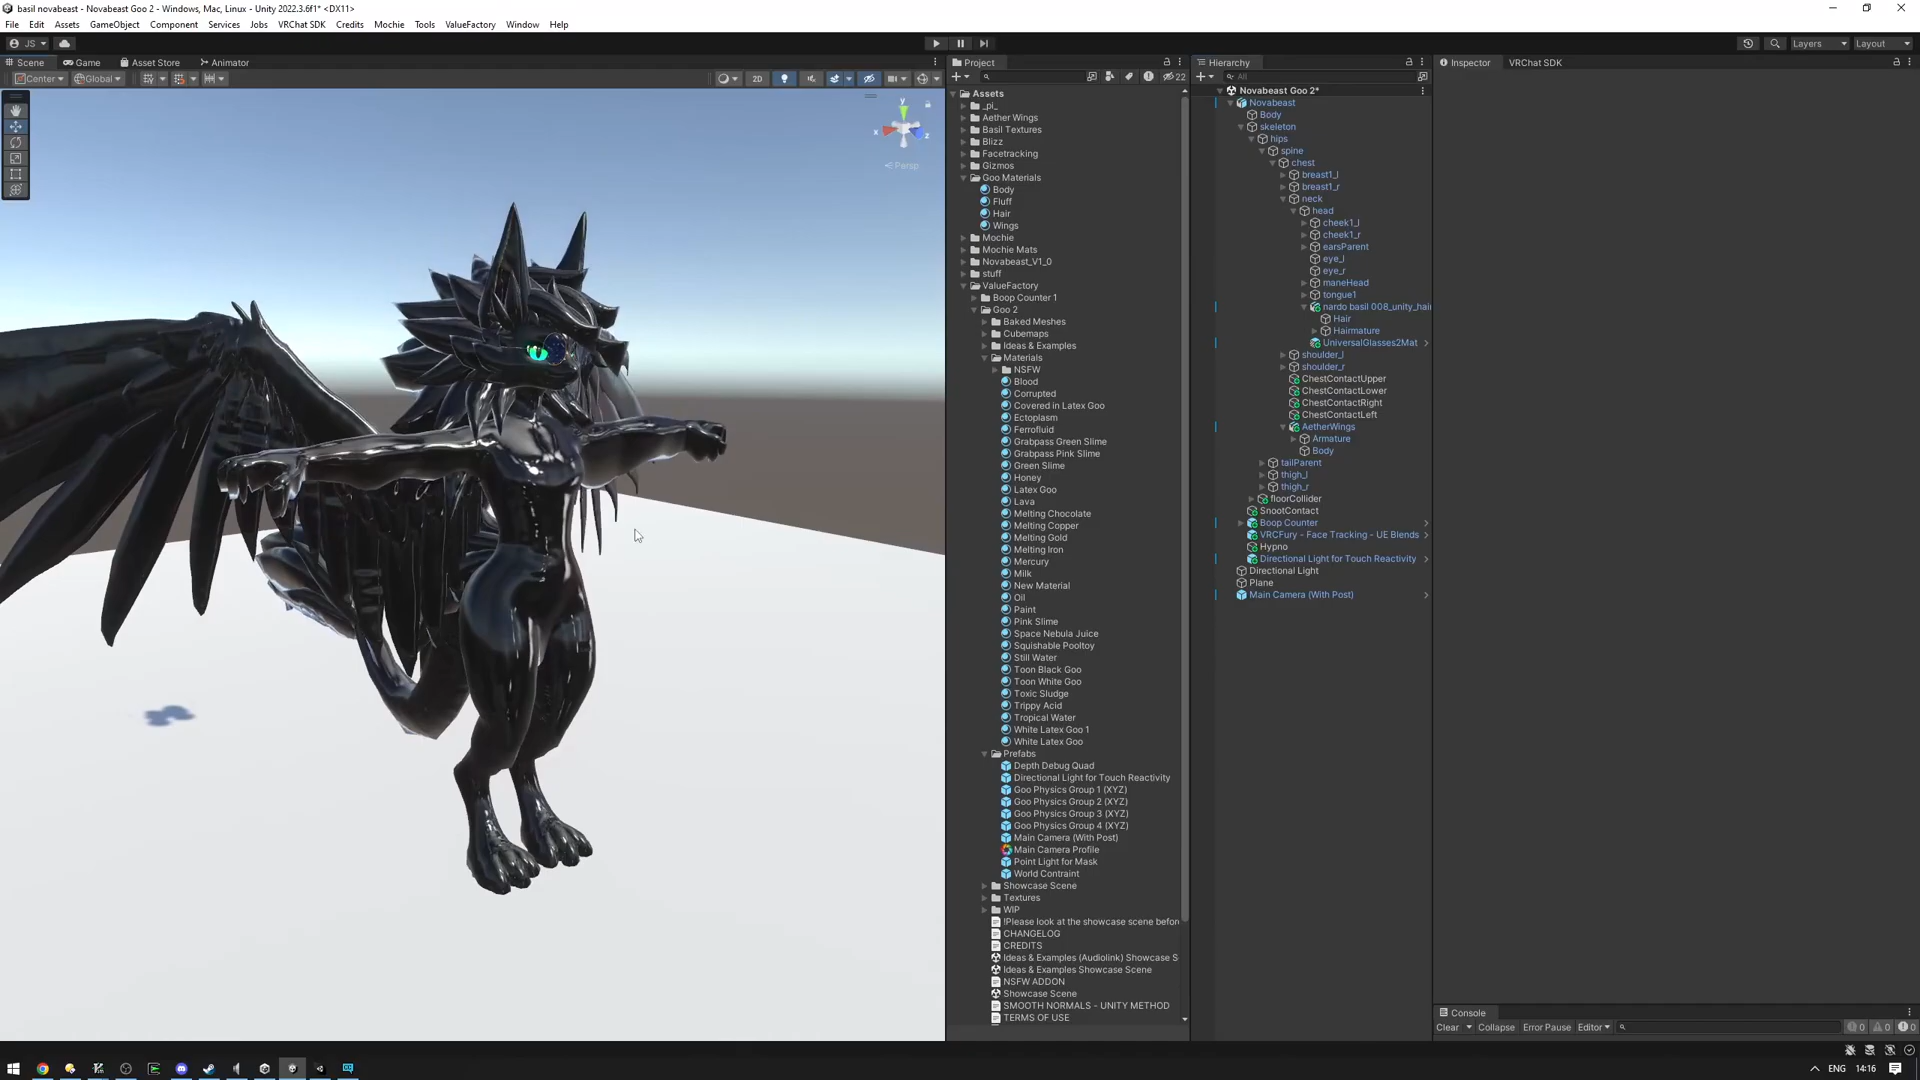 basil novabeast - Novabeast Goo 2 - Windows, Mac, Linux - Unity 2022.3.6f1* <DX11>
File Edit Assets GameObject Component Services Jobs Mochie Tools ValueFactory VRChat SDK Credits Window Help
JS
Layers
Layout
Scene
Game
Asset Store
Animator
Center
Global
2D
y
x
z
Persp
Project
22
Assets
_pi_
Aether Wings
Basil Textures
Blizz
Facetracking
Gizmos
Goo Materials
Body
Fluff
Hair
Wings
Mochie
Mochie Mats
Novabeast_V1_0
stuff
ValueFactory
Boop Counter 1
Goo 2
Baked Meshes
Cubemaps
Ideas & Examples
Materials
NSFW
Blood
Corrupted
Covered in Latex Goo
Ectoplasm
Ferrofluid
Grabpass Green Slime
Grabpass Pink Slime
Green Slime
Honey
Latex Goo
Lava
Melting Chocolate
Melting Copper
Melting Gold
Melting Iron
Mercury
Milk
New Material
Oil
Paint
Pink Slime
Space Nebula Juice
Squishable Pooltoy
Still Water
Toon Black Goo
Toon White Goo
Toxic Sludge
Trippy Acid
Tropical Water
White Latex Goo 1
White Latex Goo
Prefabs
Depth Debug Quad
Directional Light for Touch Reactivity
Goo Physics Group 1 (XYZ)
Goo Physics Group 2 (XYZ)
Goo Physics Group 3 (XYZ)
Goo Physics Group 4 (XYZ)
Main Camera (With Post)
Main Camera Profile
Point Light for Mask
World Contraint
Showcase Scene
Textures
WIP
!Please look at the showcase scene befor
CHANGELOG
CREDITS
Ideas & Examples (Audiolink) Showcase S
Ideas & Examples Showcase Scene
NSFW ADDON
Showcase Scene
SMOOTH NORMALS - UNITY METHOD
TERMS OF USE
Hierarchy
All
Novabeast Goo 2*
Novabeast
Body
skeleton
hips
spine
chest
breast1_l
breast1_r
neck
head
cheek1_l
cheek1_r
earsParent
eye_l
eye_r
maneHead
tongue1
nardo basil 008_unity_hai
Hair
Hairmature
UniversalGlasses2Mat
shoulder_l
shoulder_r
ChestContactUpper
ChestContactLower
ChestContactRight
ChestContactLeft
AetherWings
Armature
Body
tailParent
thigh_l
thigh_r
floorCollider
SnootContact
Boop Counter
VRCFury - Face Tracking - UE Blends
Hypno
Directional Light for Touch Reactivity
Directional Light
Plane
Main Camera (With Post)
Inspector
VRChat SDK
Console
Clear
Collapse
Error Pause
Editor
0
0
0
ENG
14:16